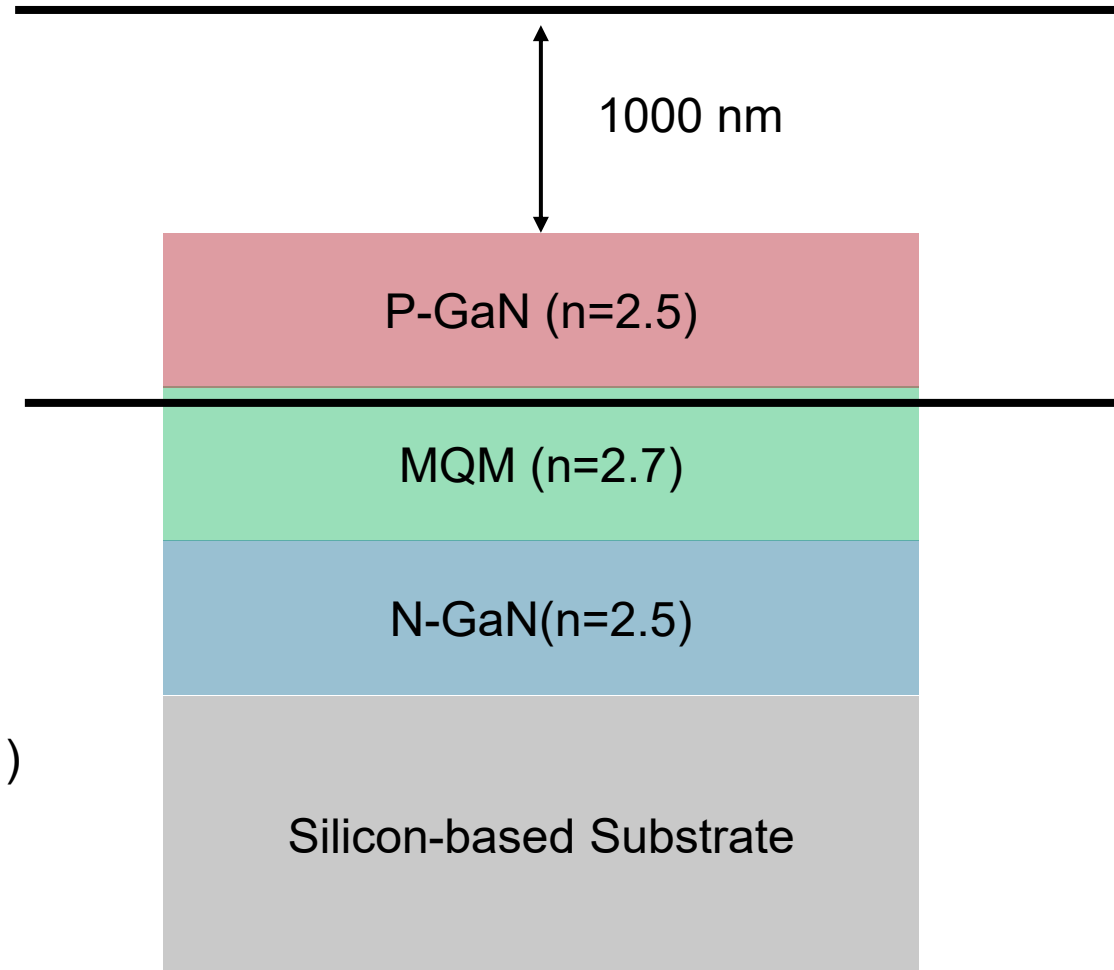 1000 nm
P-GaN (n=2.5)
MQM (n=2.7)
N-GaN(n=2.5)
)
Silicon-based Substrate